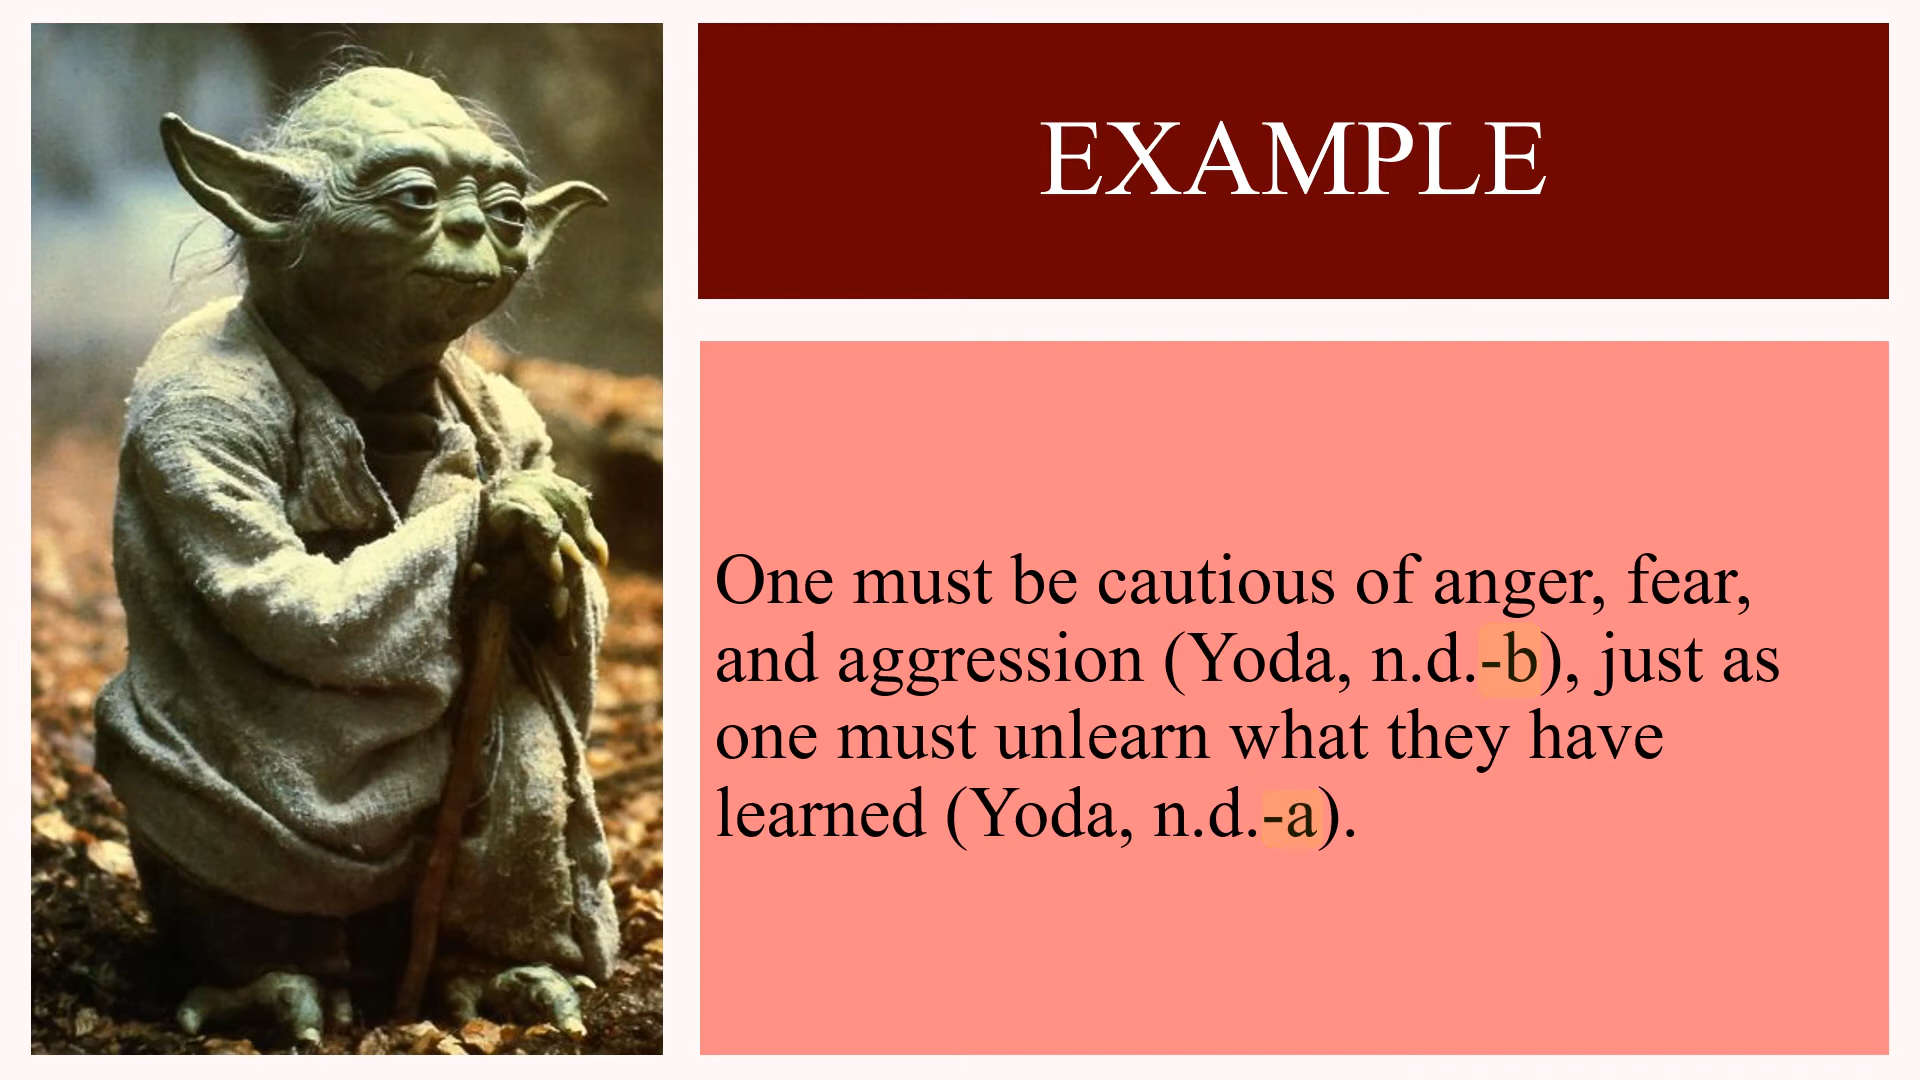 EXAMPLE
One must be cautious of anger, fear,
and aggression (Yoda, n.d.-b), just as
one must unlearn what they have
learned (Yoda, n.d.-a).